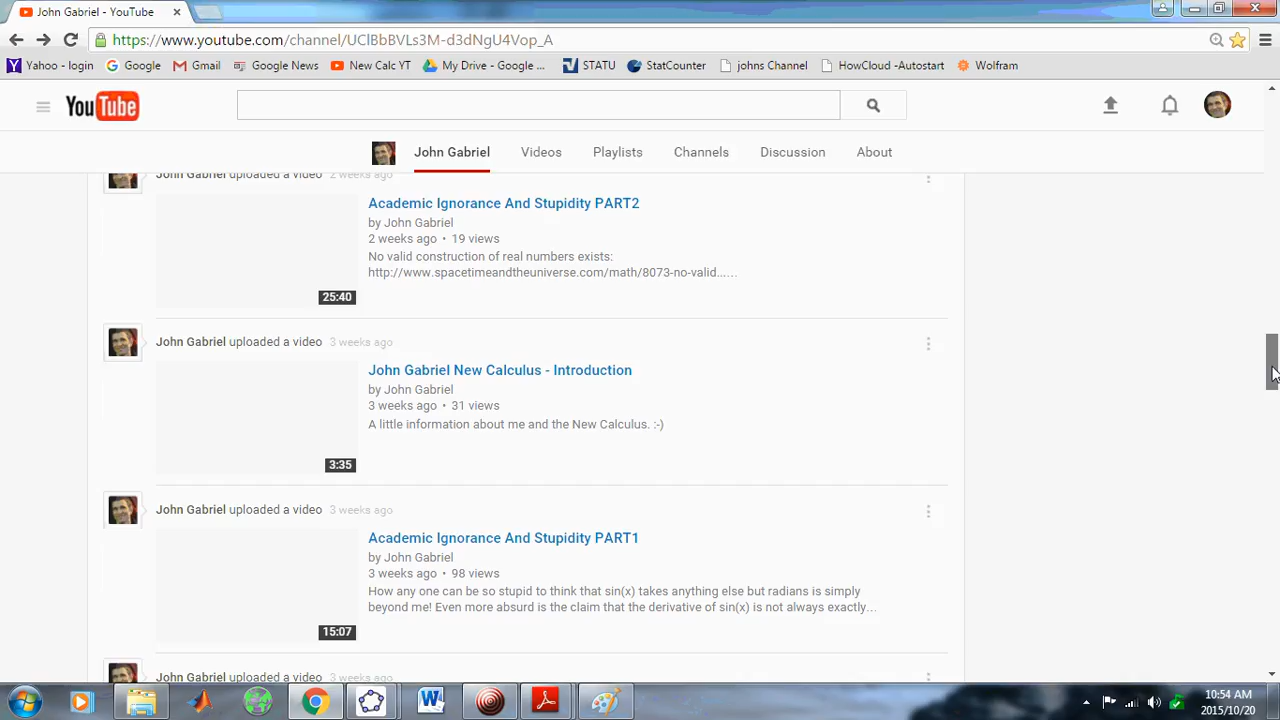 John Gabriel - YouTube
https://www.youtube.com/channel/UClBbBVLs3M-d3dNgU4Vop_A
Yahoo - login Google Gmail Google News New Calc YT My Drive - Google ... STATU StatCounter johns Channel HowCloud -Autostart Wolfram
YouTube
John Gabriel Videos Playlists Channels Discussion About
John Gabriel uploaded a video 2 weeks ago
Academic Ignorance And Stupidity PART2
by John Gabriel
2 weeks ago • 19 views
No valid construction of real numbers exists:
http://www.spacetimeandtheuniverse.com/math/8073-no-valid...…
25:40
John Gabriel uploaded a video 3 weeks ago
John Gabriel New Calculus - Introduction
by John Gabriel
3 weeks ago • 31 views
A little information about me and the New Calculus. :-)
3:35
John Gabriel uploaded a video 3 weeks ago
Academic Ignorance And Stupidity PART1
by John Gabriel
3 weeks ago • 98 views
How any one can be so stupid to think that sin(x) takes anything else but radians is simply
beyond me! Even more absurd is the claim that the derivative of sin(x) is not always exactly…
15:07
John Gabriel uploaded a video 3 weeks ago
10:54 AM
2015/10/20